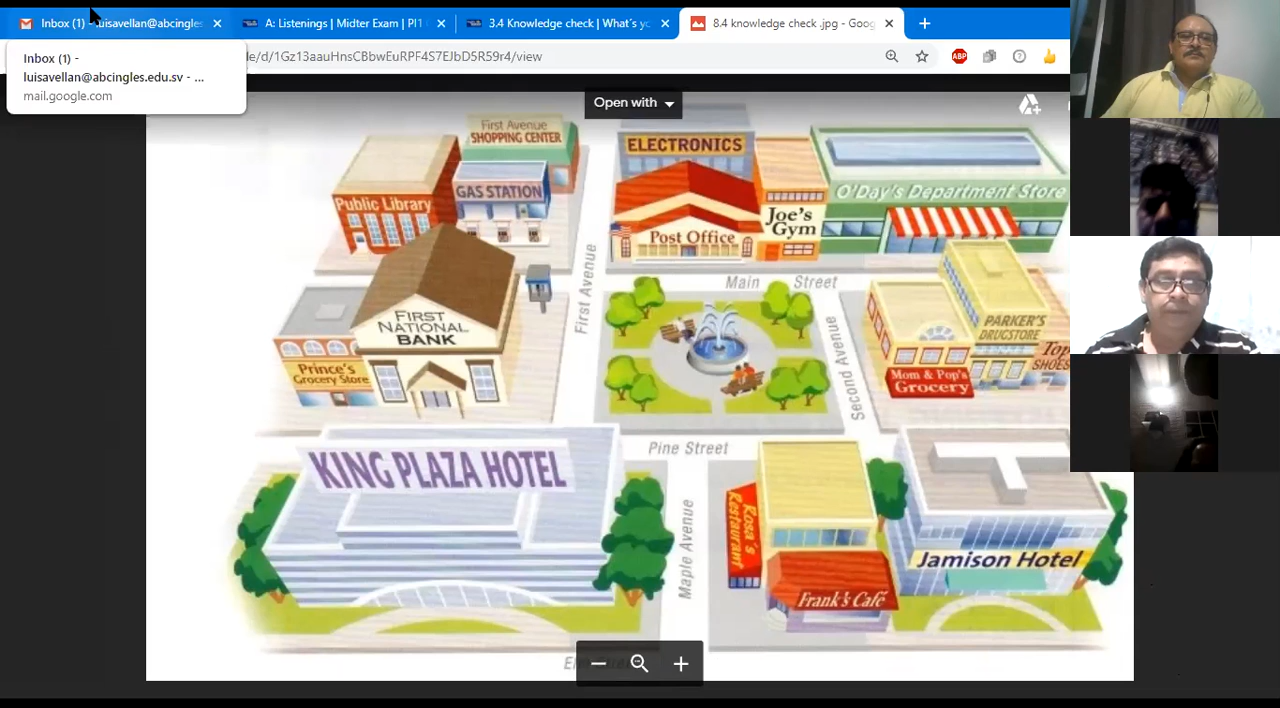 Inbox (1) - luisavellan@abcingles
A: Listenings | Midter Exam | PI1
3.4 Knowledge check | What´s yo
8.4 knowledge check .jpg - Goog
Inbox (1) -
luisavellan@abcingles.edu.sv - ...
mail.google.com
e/d/1Gz13aauHnsCBbwEuRPF4S7EJbD5R59r4/view
ABP
Open with
First Avenue
SHOPPING CENTER
ELECTRONICS
GAS STATION
Public Library
O'Day's Department Store
Joe's
Gym
Post Office
First Avenue
Main Street
FIRST
NATIONAL
BANK
Prince's
Grocery Store
Second Avenue
PARKER'S
DRUGSTORE
Top
SHOES
Mom & Pop's
Grocery
Pine Street
KING PLAZA HOTEL
Maple Avenue
Rosa's
Restaurant
Jamison Hotel
Frank's Café